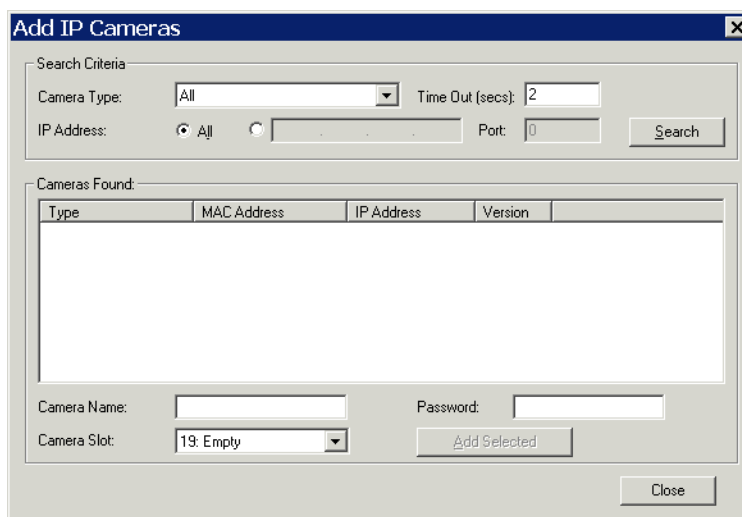 Add IP Cameras
Search Criteria
Camera Type: All Time Out (secs): 2
IP Address: All . . . Port: 0 Search
Cameras Found:
Type MAC Address IP Address Version
Camera Name: Password:
Camera Slot: 19: Empty Add Selected
Close